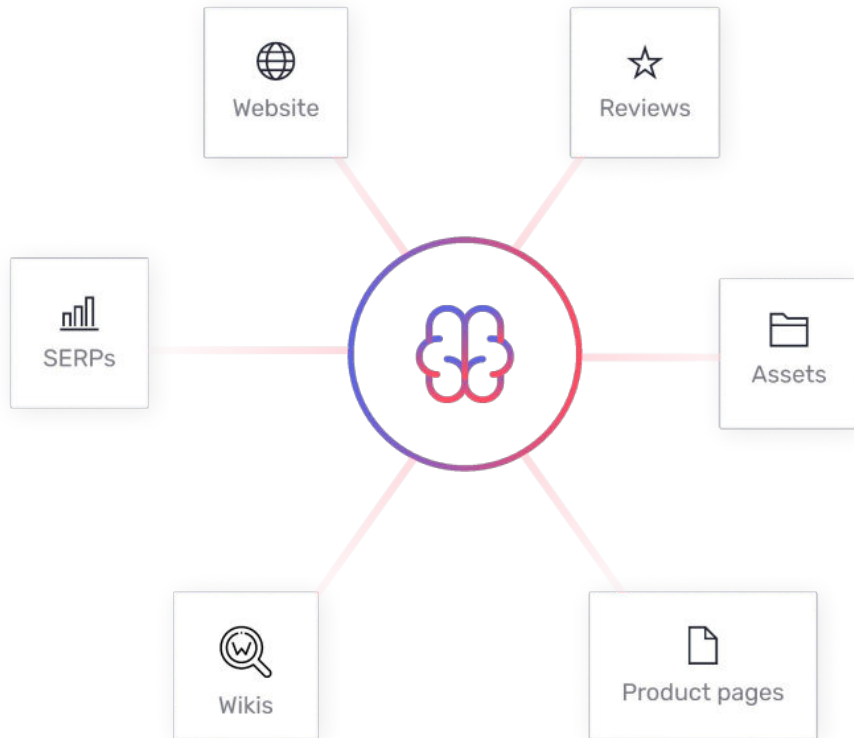 Website
Reviews
SERPs
Assets
W
Wikis
Product pages